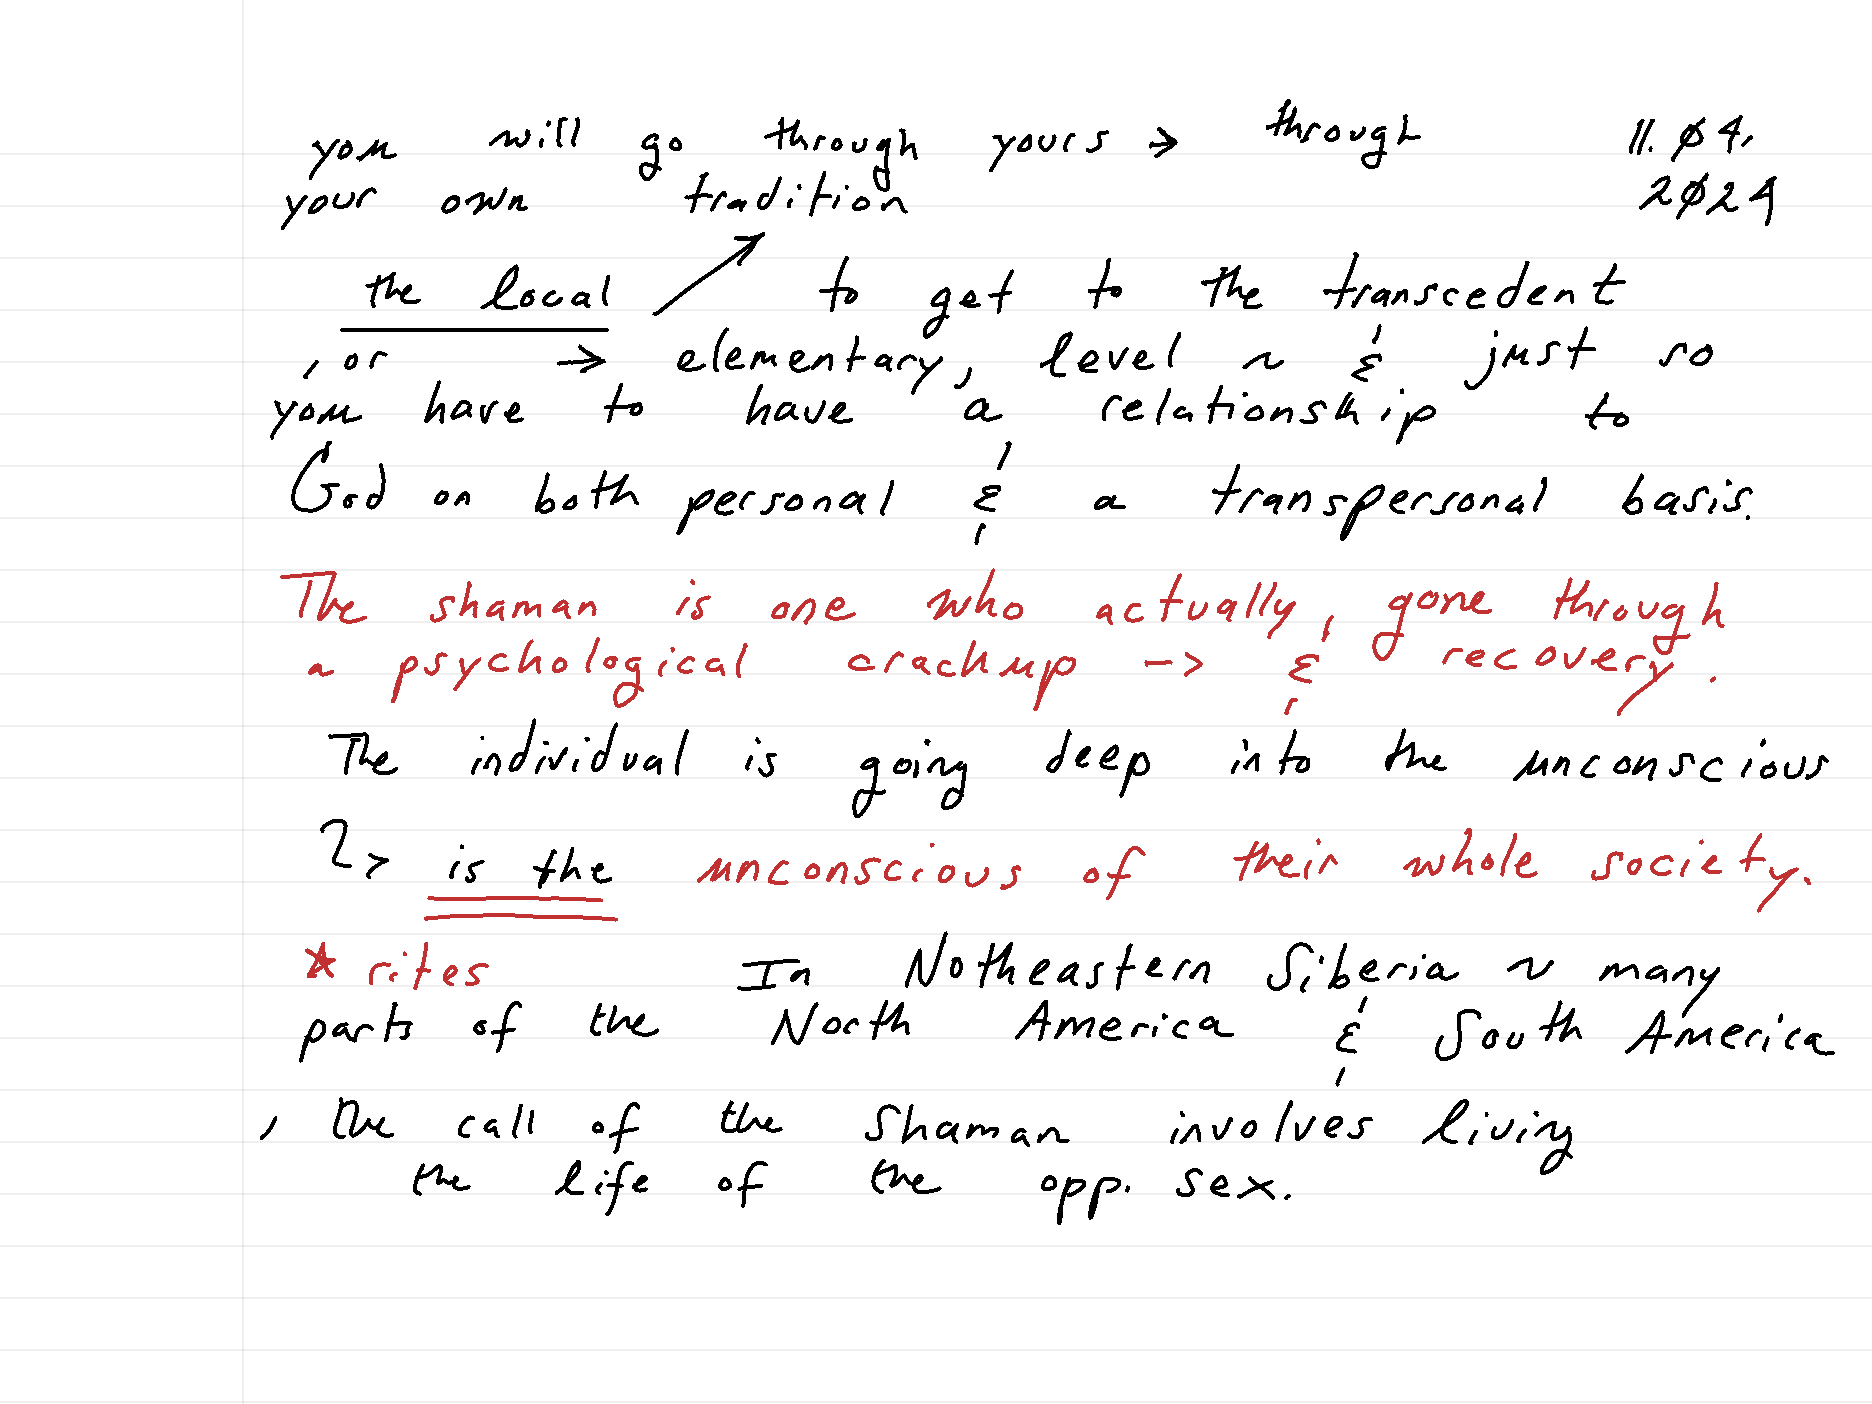 you will go through yours → through 11.Ø4,
your own tradition 2Ø24
the local ↗ to get to the transcedent
, or → elementary, level ~ & just so
you have to have a relationship to
God on both personal & a transpersonal basis.
The shaman is one who actually, gone through
a psychological crackup -> & recovery.
The individual is going deep into the unconscious
↳ is the unconscious of their whole society.
★ rites In Notheastern Siberia ~ many
parts of the North America & South America
, the call of the Shaman involves living
the life of the opp. sex.